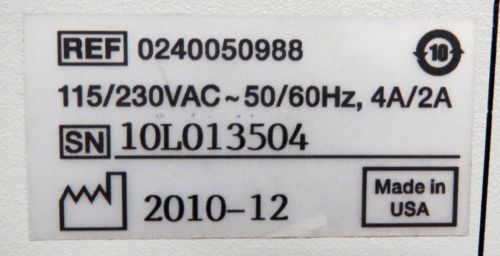 REF 0240050988
10
115/230VAC~50/60Hz, 4A/2A
SN 10L013504
2010-12
Made in
USA